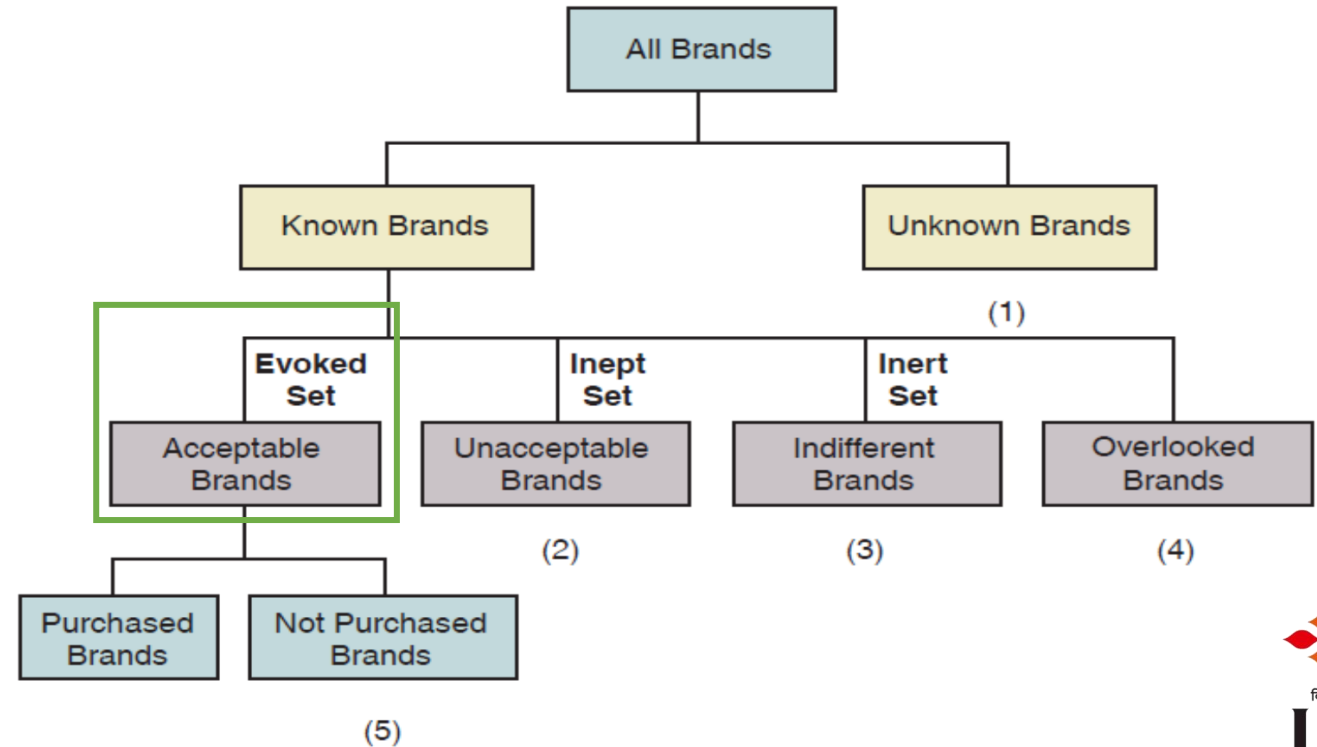 All Brands
Known Brands
Unknown Brands
(1)
Evoked
Set
Inept
Set
Inert
Set
Acceptable
Brands
Unacceptable
Brands
Indifferent
Brands
Overlooked
Brands
(2)
(3)
(4)
Purchased
Brands
Not Purchased
Brands
(5)